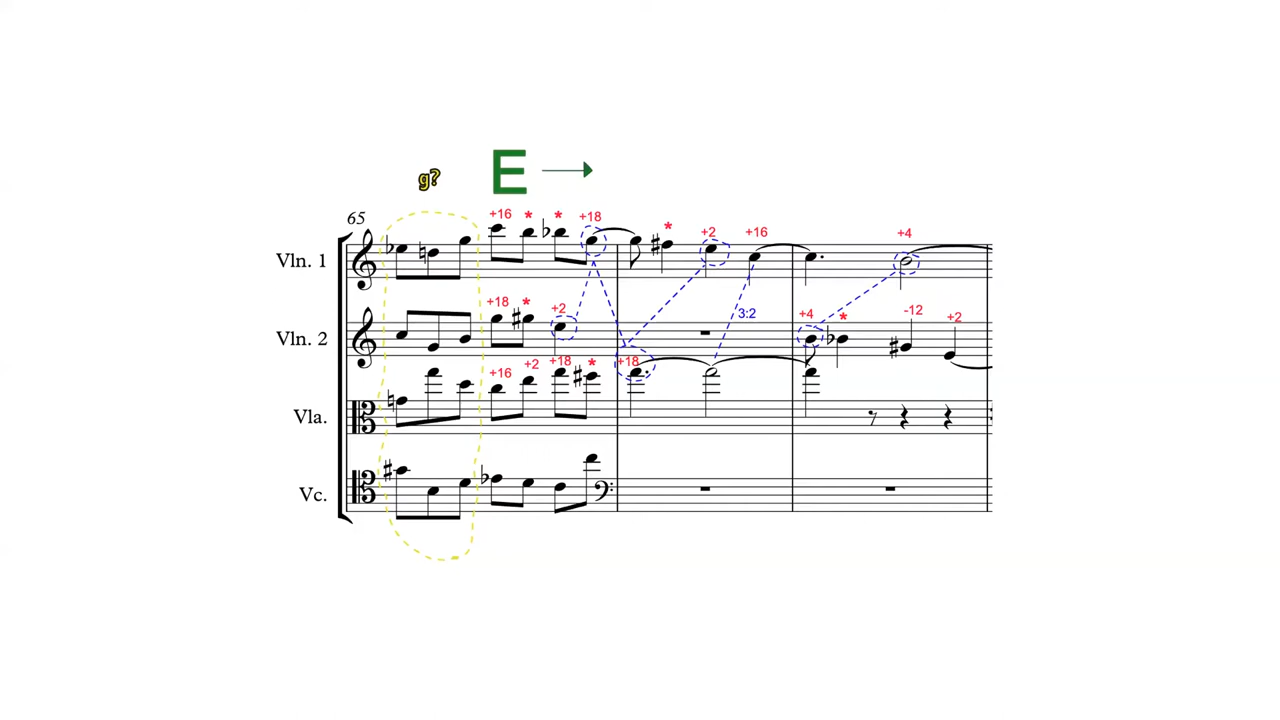 g?
E
65
+16 * * +18
* +2 +16
+4
Vln. 1
+18 * +2
+4 * -12 +2
3:2
Vln. 2
+16 +2 +18 * +18
Vla.
Vc.